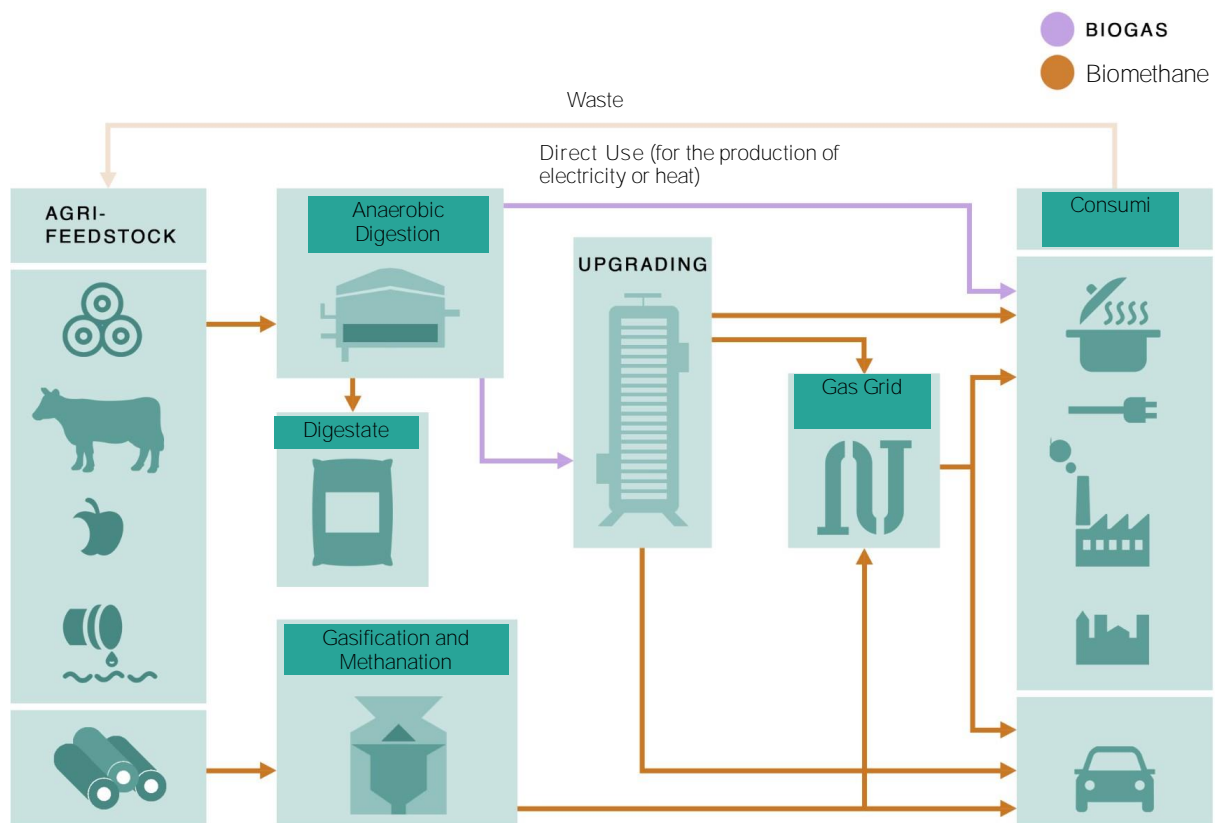 BIOGAS
Biomethane
Waste
Direct Use (for the production of
electricity or heat)
AGRI-
FEEDSTOCK
Anaerobic
Digestion
UPGRADING
Consumi
Gas Grid
Digestate
Gasification and
Methanation